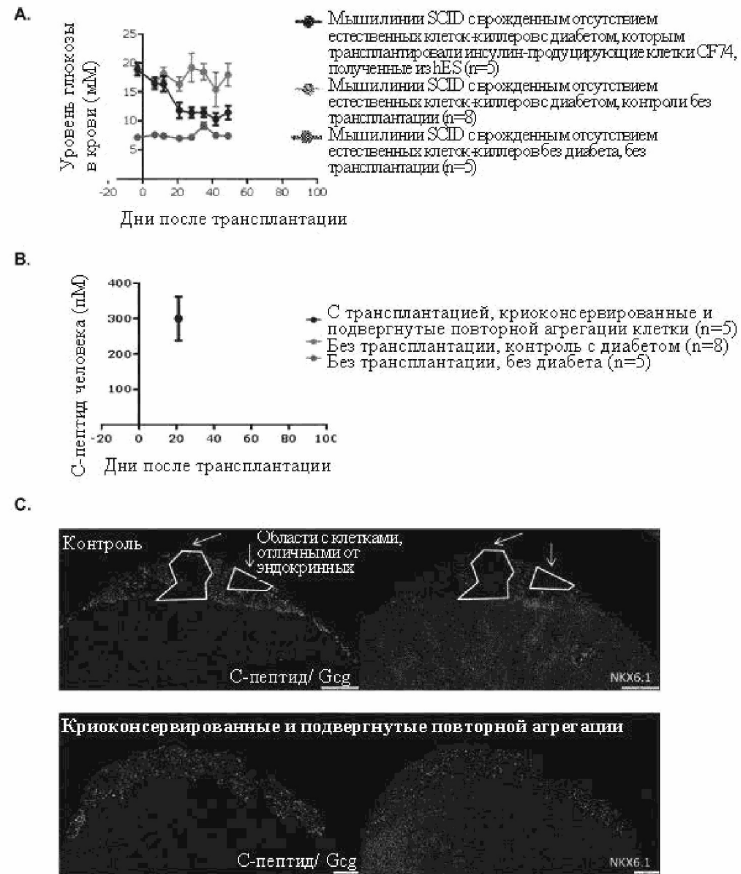 A.
Уровень глюкозы
в крови (мМ)
25
20
15
10
5
-20 0 20 40 60 80 100
Дни после трансплантации
Мыши линии SCID с врожденным отсутствием
естественных клеток-киллеров с диабетом, которым
трансплантировали инсулин-продуцирующие клетки CF74,
полученные из hES (n=5)
Мыши линии SCID с врожденным отсутствием
естественных клеток-киллеров с диабетом, контроли без
трансплантации (n=8)
Мыши линии SCID с врожденным отсутствием
естественных клеток-киллеров без диабета, без
трансплантации (n=5)
B.
С-пептид человека (пМ)
400
300
200
100
-20 0 20 40 60 80 100
Дни после трансплантации
С трансплантацией, криоконсервированные и
подвергнутые повторной агрегации клетки (n=5)
Без трансплантации, контроль с диабетом (n=8)
Без трансплантации, без диабета (n=5)
C.
Контроль
Области с клетками,
отличными от
эндокринных
С-пептид/ Gcg
NKX6.1
Криоконсервированные и подвергнутые повторной агрегации
С-пептид/ Gcg
NKX6.1